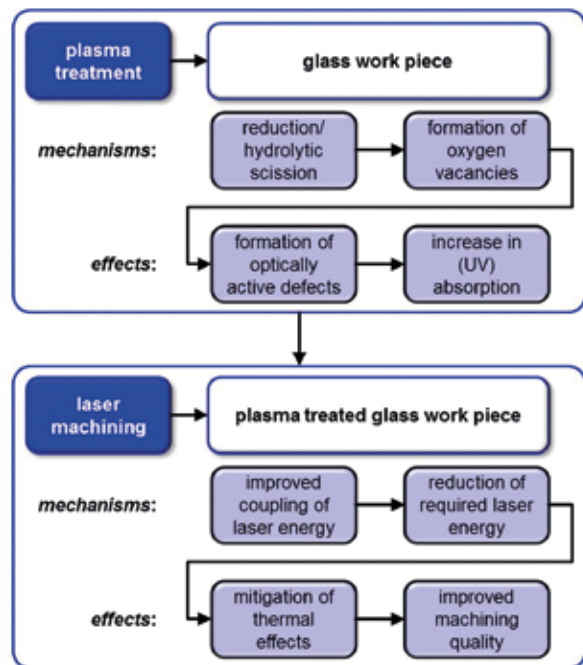 plasma
treatment
glass work piece
mechanisms:
reduction/
hydrolytic
scission
formation of
oxygen
vacancies
effects:
formation of
optically
active defects
increase in
(UV)
absorption
laser
machining
plasma treated glass work piece
mechanisms:
improved
coupling of
laser energy
reduction of
required laser
energy
effects:
mitigation of
thermal
effects
improved
machining
quality